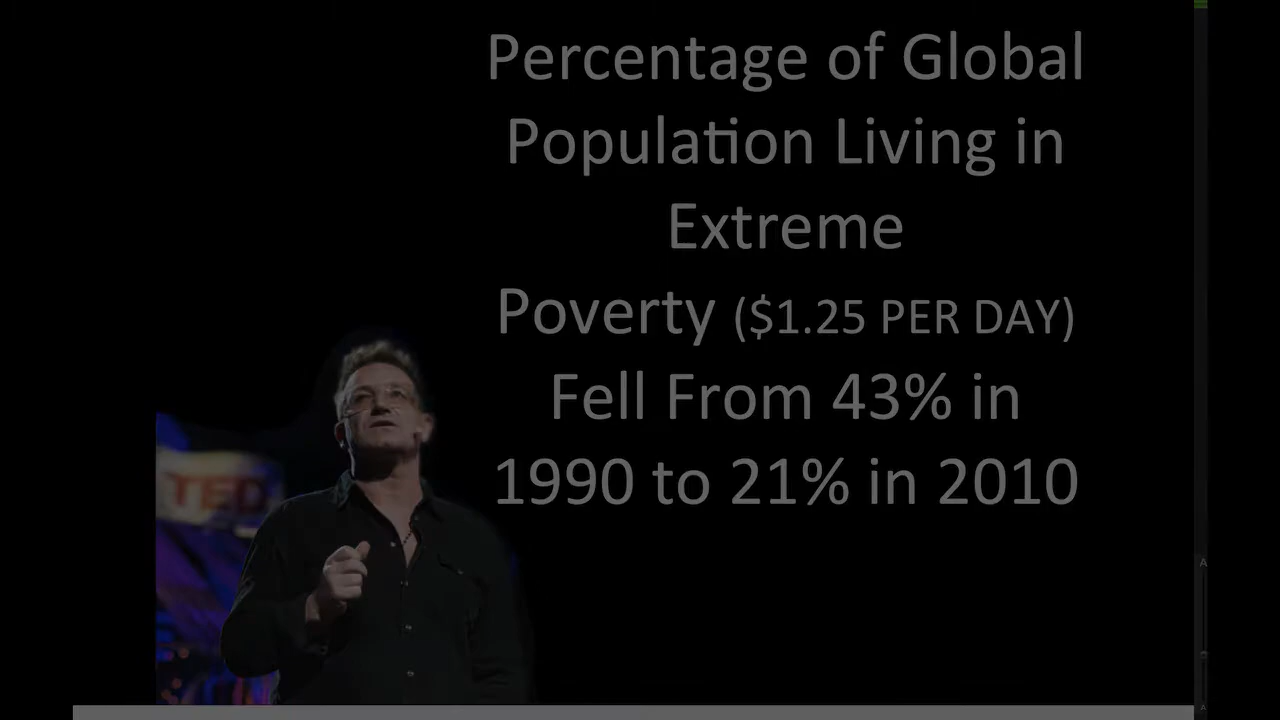 Percentage of Global
Population Living in
Extreme
Poverty ($1.25 PER DAY)
Fell From 43% in
1990 to 21% in 2010
TED
A
A